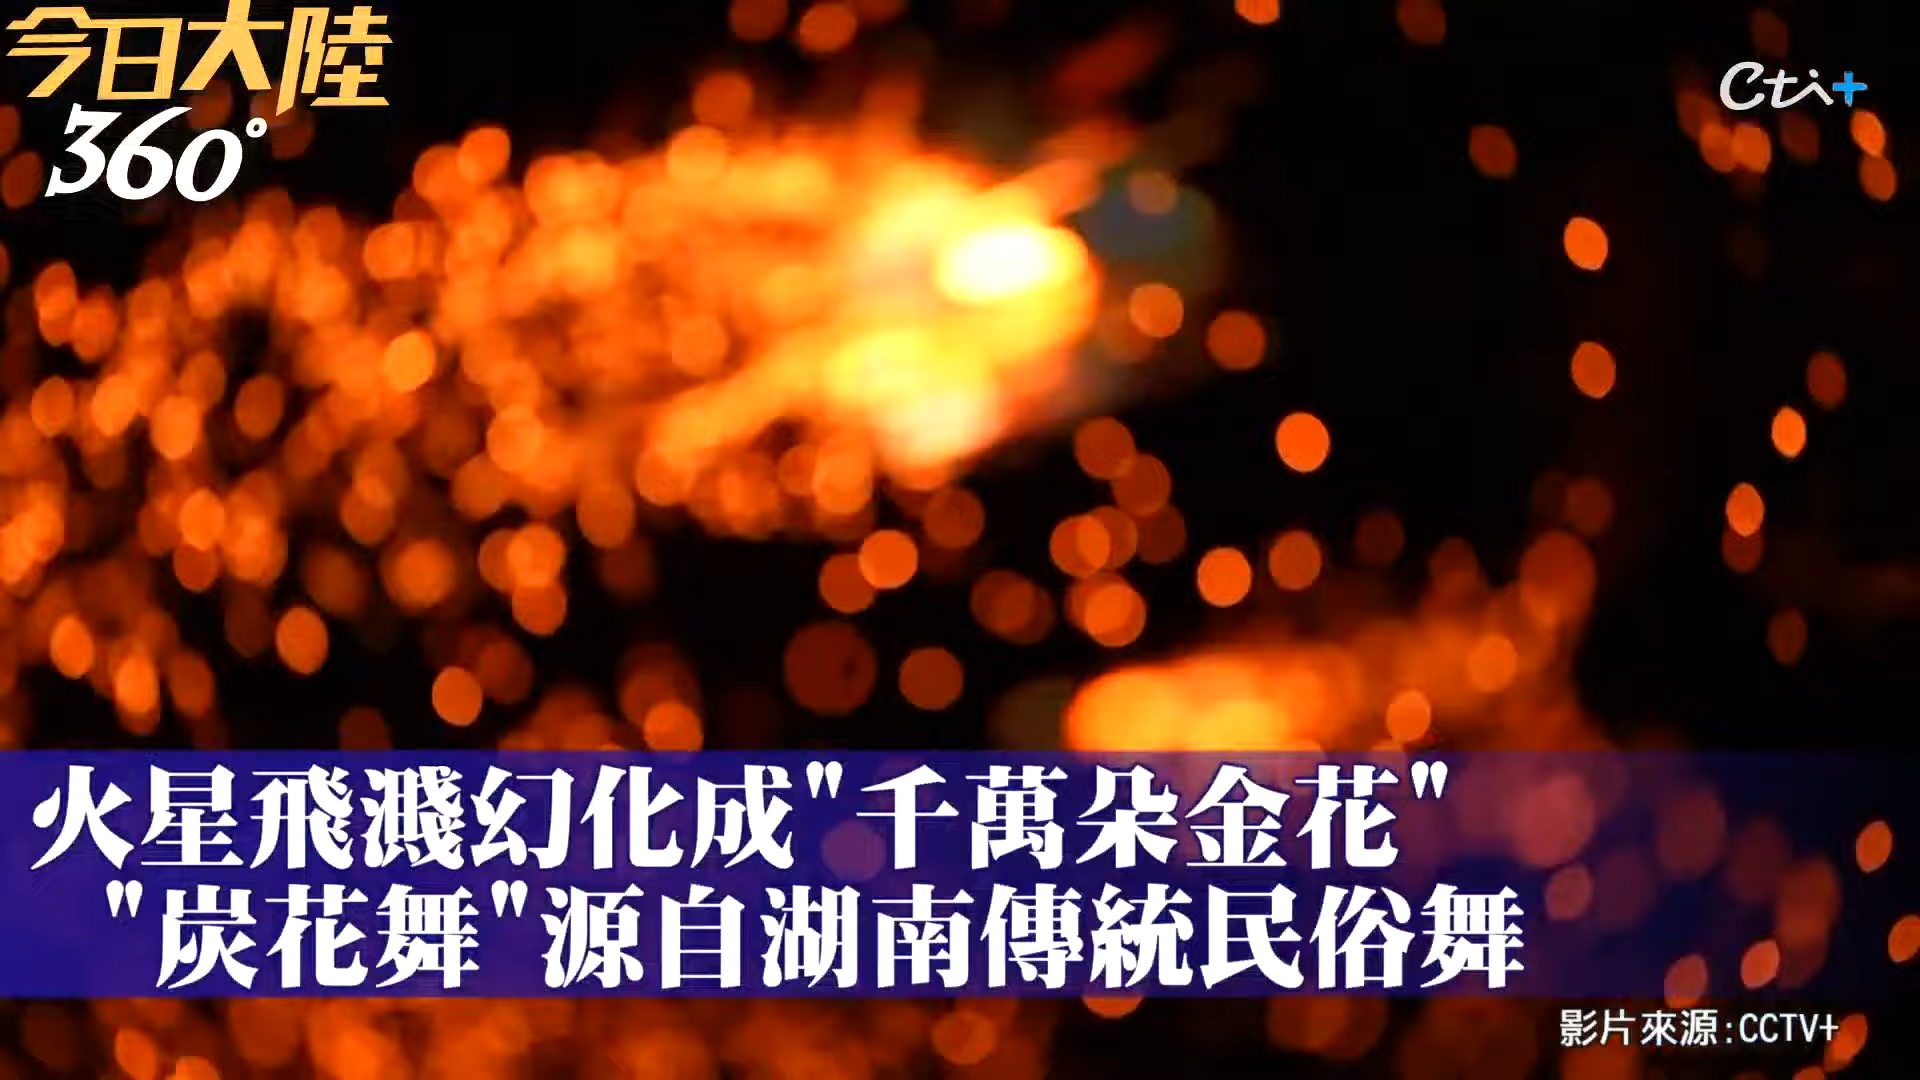 今日大陸
360°
Cti+
火星飛濺幻化成"千萬朵金花"
"炭花舞"源自湖南傳統民俗舞
影片來源:CCTV+